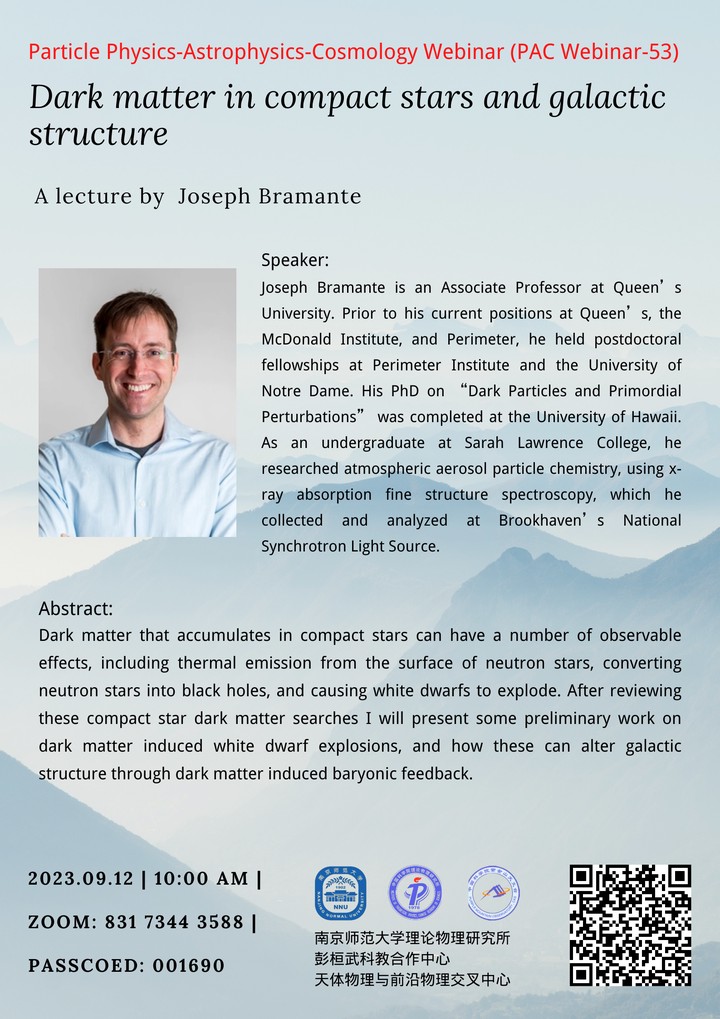 Particle Physics-Astrophysics-Cosmology Webinar (PAC Webinar-53)
Dark matter in compact stars and galactic
structure
A lecture by Joseph Bramante
Speaker:
Joseph Bramante is an Associate Professor at Queen’s
University. Prior to his current positions at Queen’s, the
McDonald Institute, and Perimeter, he held postdoctoral
fellowships at Perimeter Institute and the University of
Notre Dame. His PhD on “Dark Particles and Primordial
Perturbations” was completed at the University of Hawaii.
As an undergraduate at Sarah Lawrence College, he
researched atmospheric aerosol particle chemistry, using x-
ray absorption fine structure spectroscopy, which he
collected and analyzed at Brookhaven’s National
Synchrotron Light Source.
Abstract:
Dark matter that accumulates in compact stars can have a number of observable
effects, including thermal emission from the surface of neutron stars, converting
neutron stars into black holes, and causing white dwarfs to explode. After reviewing
these compact star dark matter searches I will present some preliminary work on
dark matter induced white dwarf explosions, and how these can alter galactic
structure through dark matter induced baryonic feedback.
2023.09.12 | 10:00 AM |
ZOOM: 831 7344 3588 |
PASSCOED: 001690
1902
NNU
NANJING NORMAL UNIVERSITY
1978
南京师范大学理论物理研究所
彭桓武科教合作中心
天体物理与前沿物理交叉中心